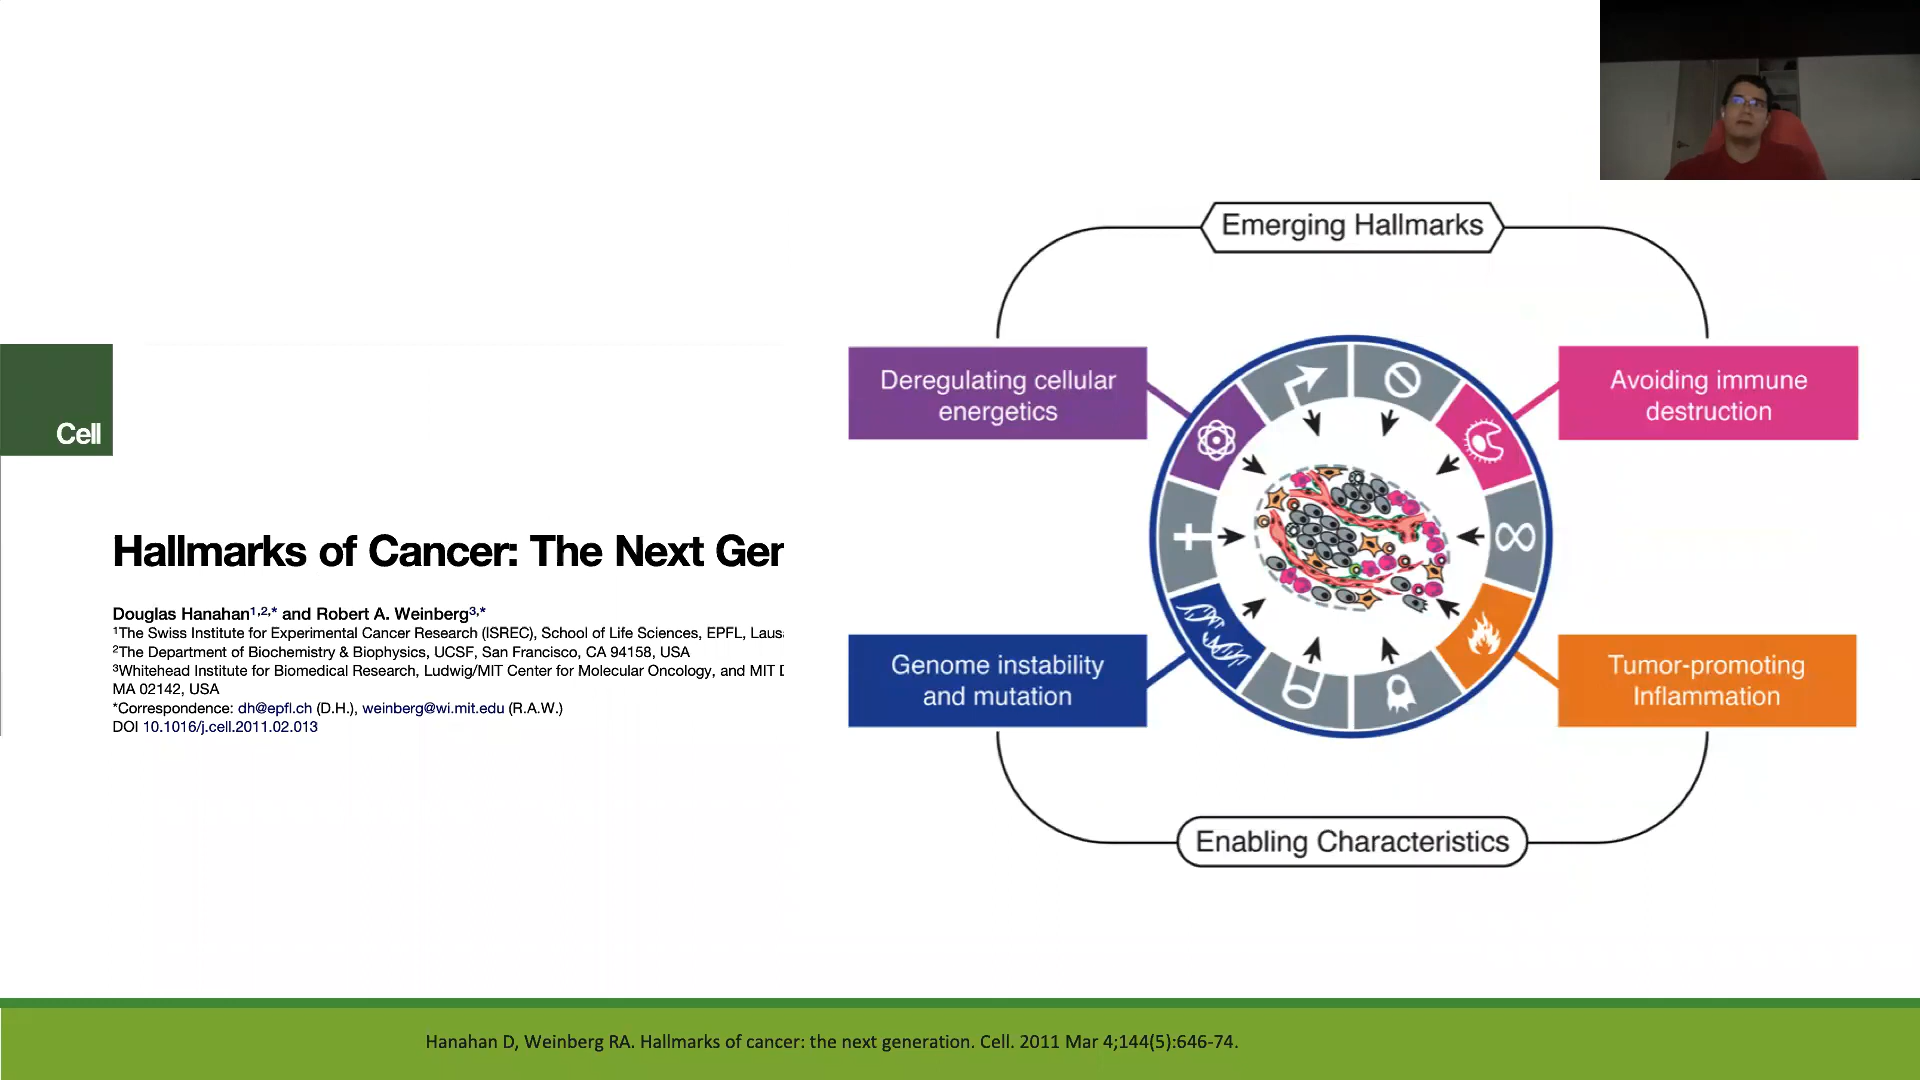 Cell
Hallmarks of Cancer: The Next Gen
Douglas Hanahan1,2,* and Robert A. Weinberg3,*
1The Swiss Institute for Experimental Cancer Research (ISREC), School of Life Sciences, EPFL, Laus
2The Department of Biochemistry & Biophysics, UCSF, San Francisco, CA 94158, USA
3Whitehead Institute for Biomedical Research, Ludwig/MIT Center for Molecular Oncology, and MIT D
MA 02142, USA
*Correspondence: dh@epfl.ch (D.H.), weinberg@wi.mit.edu (R.A.W.)
DOI 10.1016/j.cell.2011.02.013
Emerging Hallmarks
Deregulating cellular
energetics
Avoiding immune
destruction
Genome instability
and mutation
Tumor-promoting
Inflammation
Enabling Characteristics
Hanahan D, Weinberg RA. Hallmarks of cancer: the next generation. Cell. 2011 Mar 4;144(5):646-74.